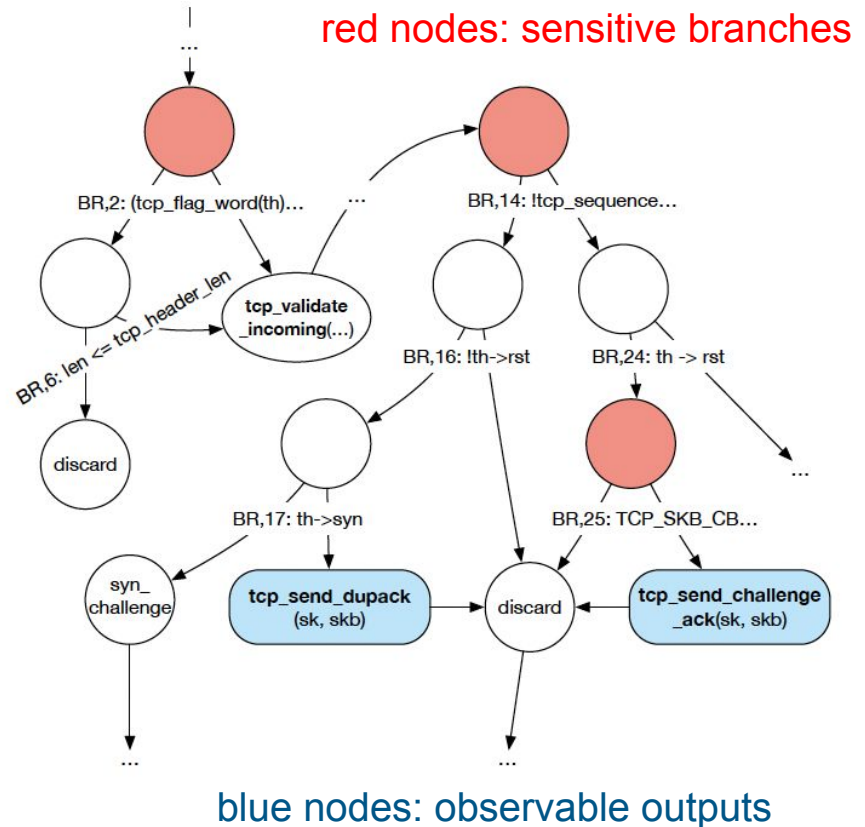 ...
red nodes: sensitive branches
BR,2: (tcp_flag_word(th)...
...
BR,14: !tcp_sequence...
BR,6: len <= tcp_header_len
tcp_validate
_incoming(...)
BR,16: !th->rst
BR,24: th -> rst
discard
...
BR,17: th->syn
BR,25: TCP_SKB_CB...
syn_
challenge
tcp_send_dupack
(sk, skb)
discard
tcp_send_challenge
_ack(sk, skb)
...
...
blue nodes: observable outputs